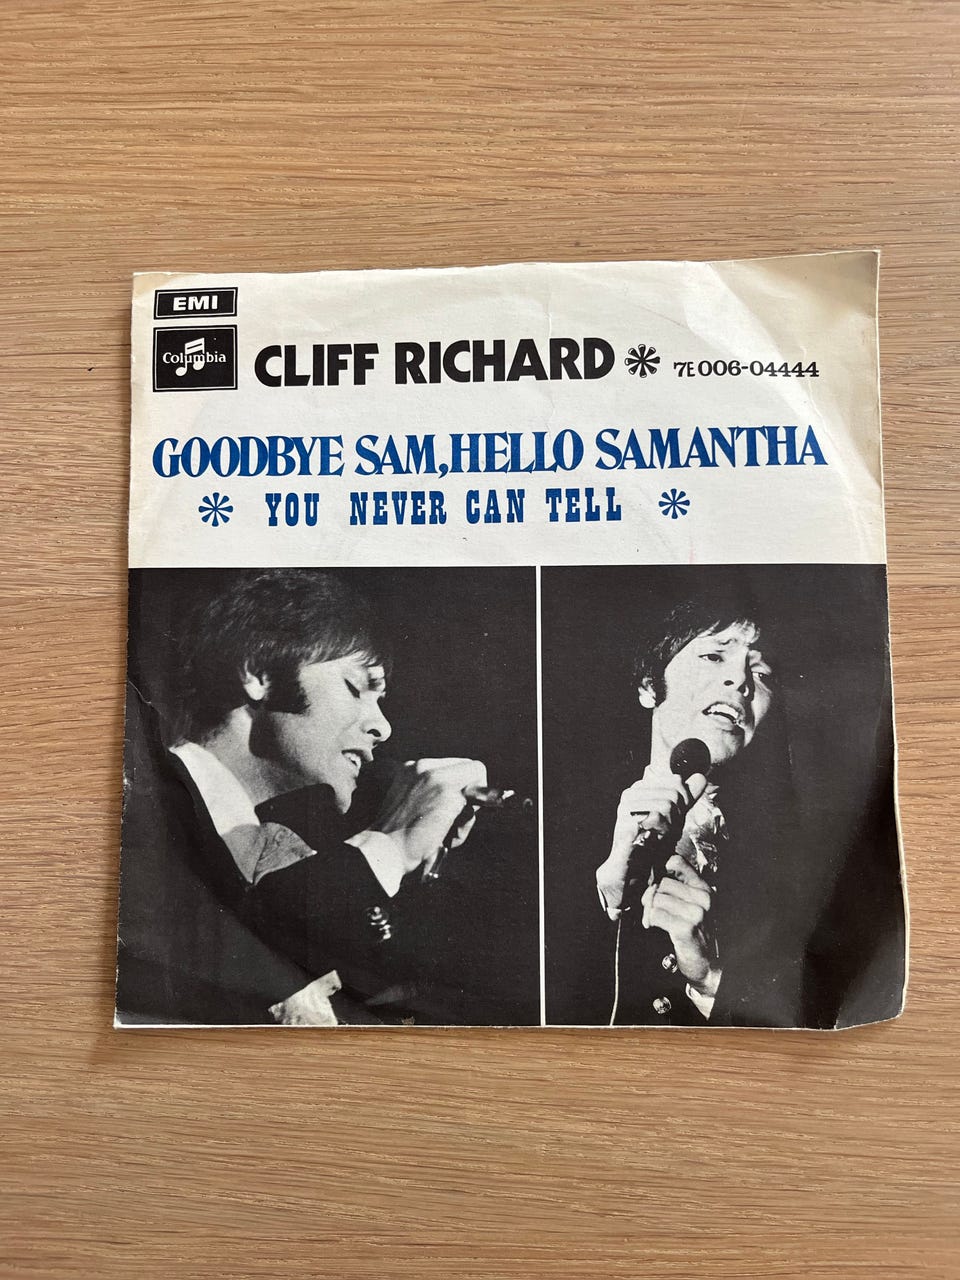 EMI
Columbia
CLIFF RICHARD * 7E 006-04444
GOODBYE SAM, HELLO SAMANTHA
* YOU NEVER CAN TELL *